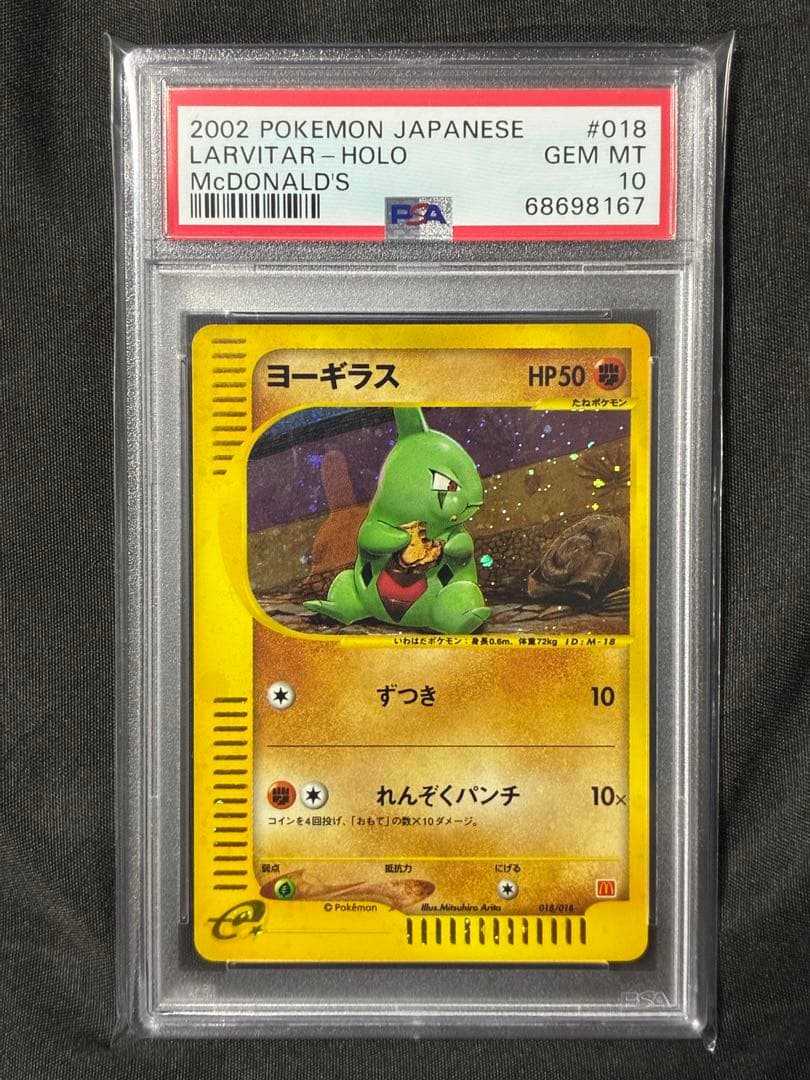 2002 POKEMON JAPANESE #018
LARVITAR - HOLO GEM MT
McDONALD'S 10
PSA 68698167
ヨーギラス HP50
たねポケモン
いわはだポケモン：身長0.6m、体重72kg ID：M-18
ずつき 10
れんぞくパンチ 10×
コインを4回投げ、「おもて」の数×10ダメージ。
弱点 抵抗力 にげる
©Pokémon Illus.Mitsuhiro Arita 018/018
e
PSA